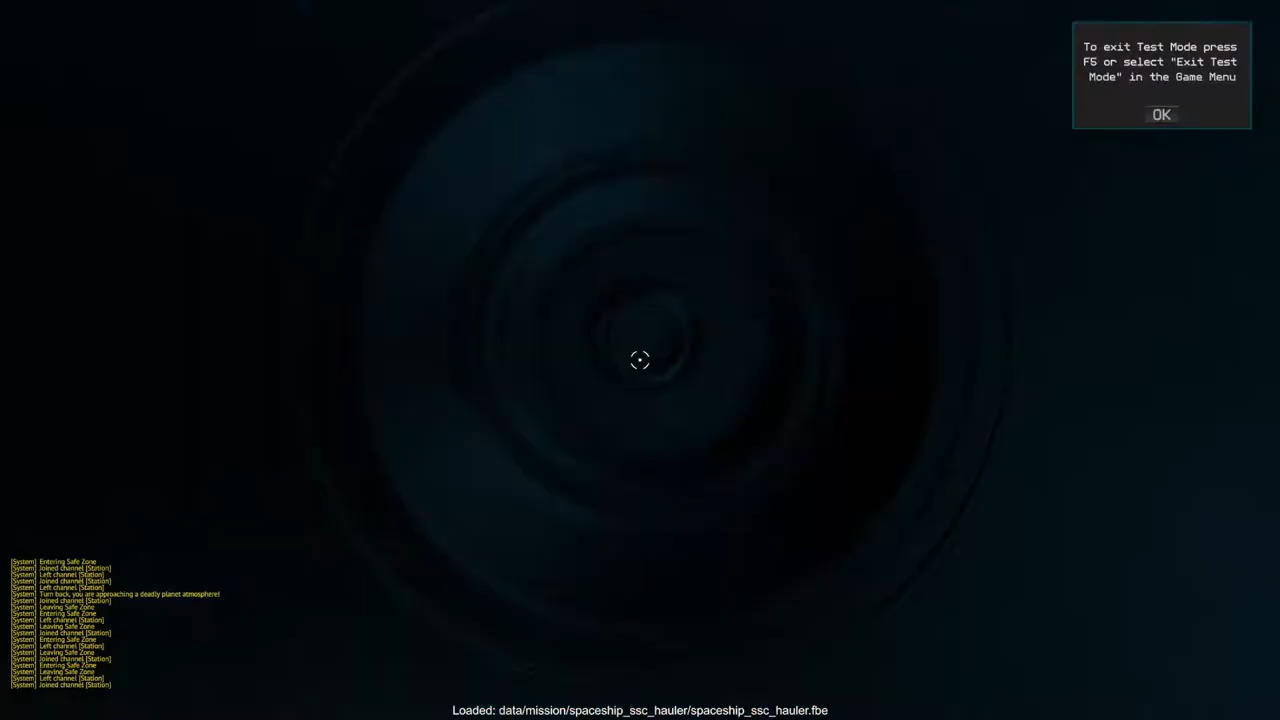 To exit Test Mode press
F5 or select "Exit Test
Mode" in the Game Menu
OK
[System] Entering Safe Zone
[System] Joined channel [Station]
[System] Left channel [Station]
[System] Joined channel [Station]
[System] Left channel [Station]
[System] Turn back, you are approaching a deadly planet atmosphere!
[System] Joined channel [Station]
[System] Leaving Safe Zone
[System] Entering Safe Zone
[System] Left channel [Station]
[System] Leaving Safe Zone
[System] Joined channel [Station]
[System] Entering Safe Zone
[System] Left channel [Station]
[System] Leaving Safe Zone
[System] Joined channel [Station]
[System] Entering Safe Zone
[System] Leaving Safe Zone
[System] Left channel [Station]
[System] Joined channel [Station]
Loaded: data/mission/spaceship_ssc_hauler/spaceship_ssc_hauler.fbe